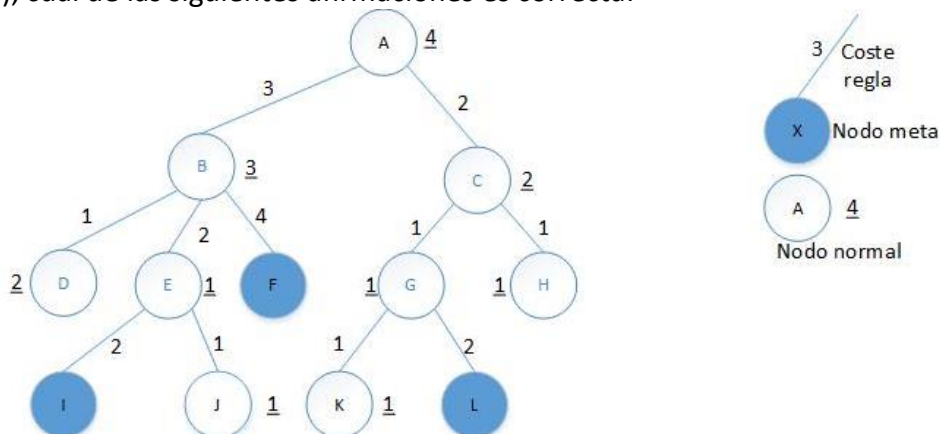 ), cuál de las siguientes afirmaciones es correcta:
A 4
3 2
B 3
C 2
1 2 4
1 1
2 D
E 1
F
1 G
1 H
2 1
1 2
I
J 1
K 1
L
3 Coste
regla
X Nodo meta
A 4
Nodo normal